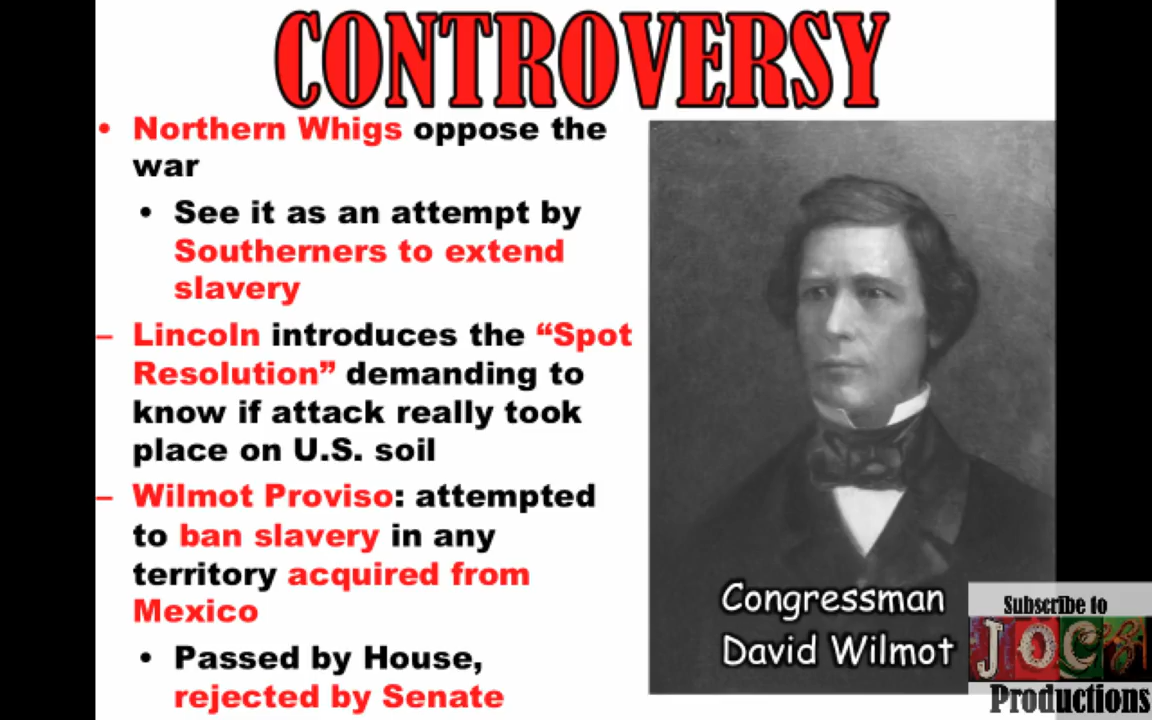 CONTROVERSY
• Northern Whigs oppose the
war
• See it as an attempt by
Southerners to extend
slavery
– Lincoln introduces the “Spot
Resolution” demanding to
know if attack really took
place on U.S. soil
– Wilmot Proviso: attempted
to ban slavery in any
territory acquired from
Mexico
• Passed by House,
rejected by Senate
Congressman
David Wilmot
Subscribe to
JOCZ
Productions